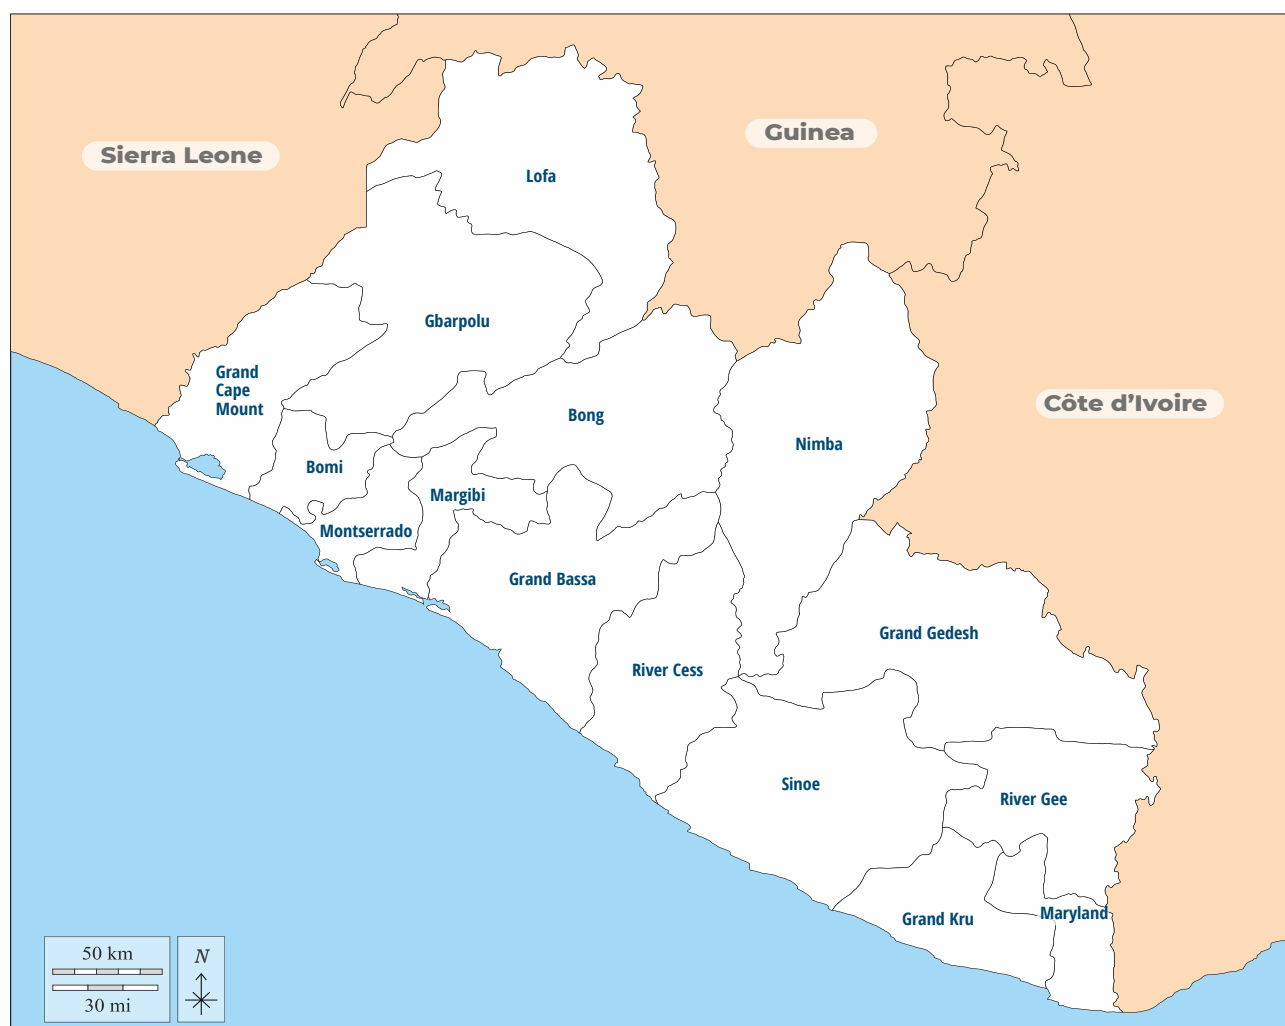 Guinea
Sierra Leone
Lofa
Gbarpolu
Grand
Cape
Mount
Côte d’Ivoire
Bong
Nimba
Bomi
Margibi
Montserrado
Grand Bassa
Grand Gedesh
River Cess
Sinoe
River Gee
Maryland
Grand Kru
50 km
30 mi
N